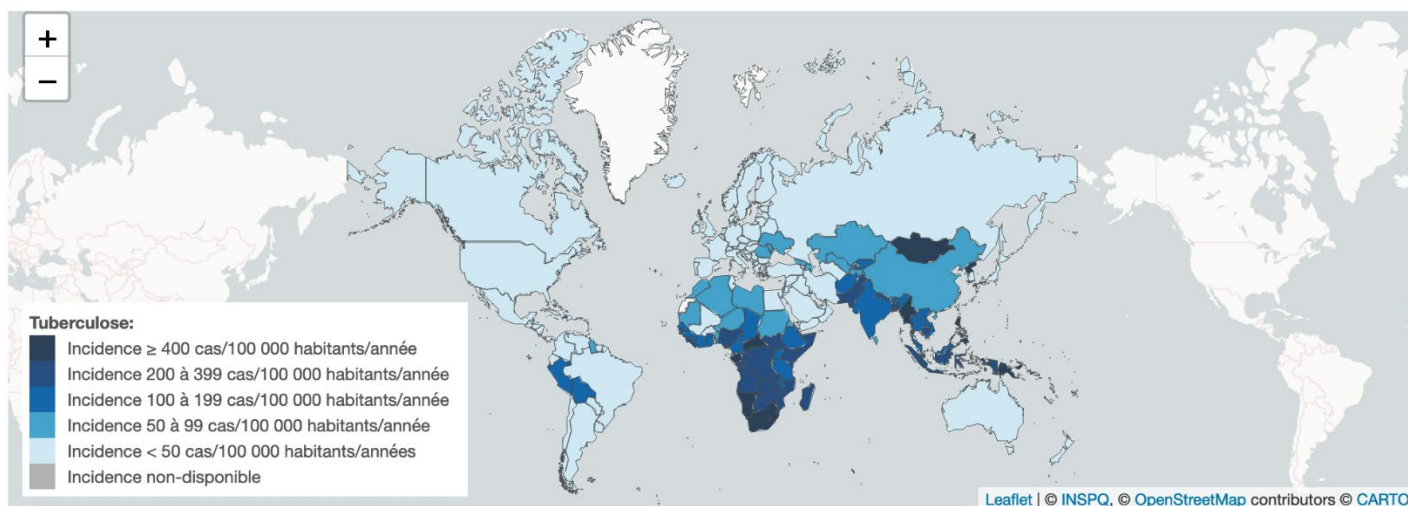 +
−
Tuberculose:
Incidence ≥ 400 cas/100 000 habitants/année
Incidence 200 à 399 cas/100 000 habitants/année
Incidence 100 à 199 cas/100 000 habitants/année
Incidence 50 à 99 cas/100 000 habitants/année
Incidence < 50 cas/100 000 habitants/années
Incidence non-disponible
Leaflet | © INSPQ, © OpenStreetMap contributors © CARTO